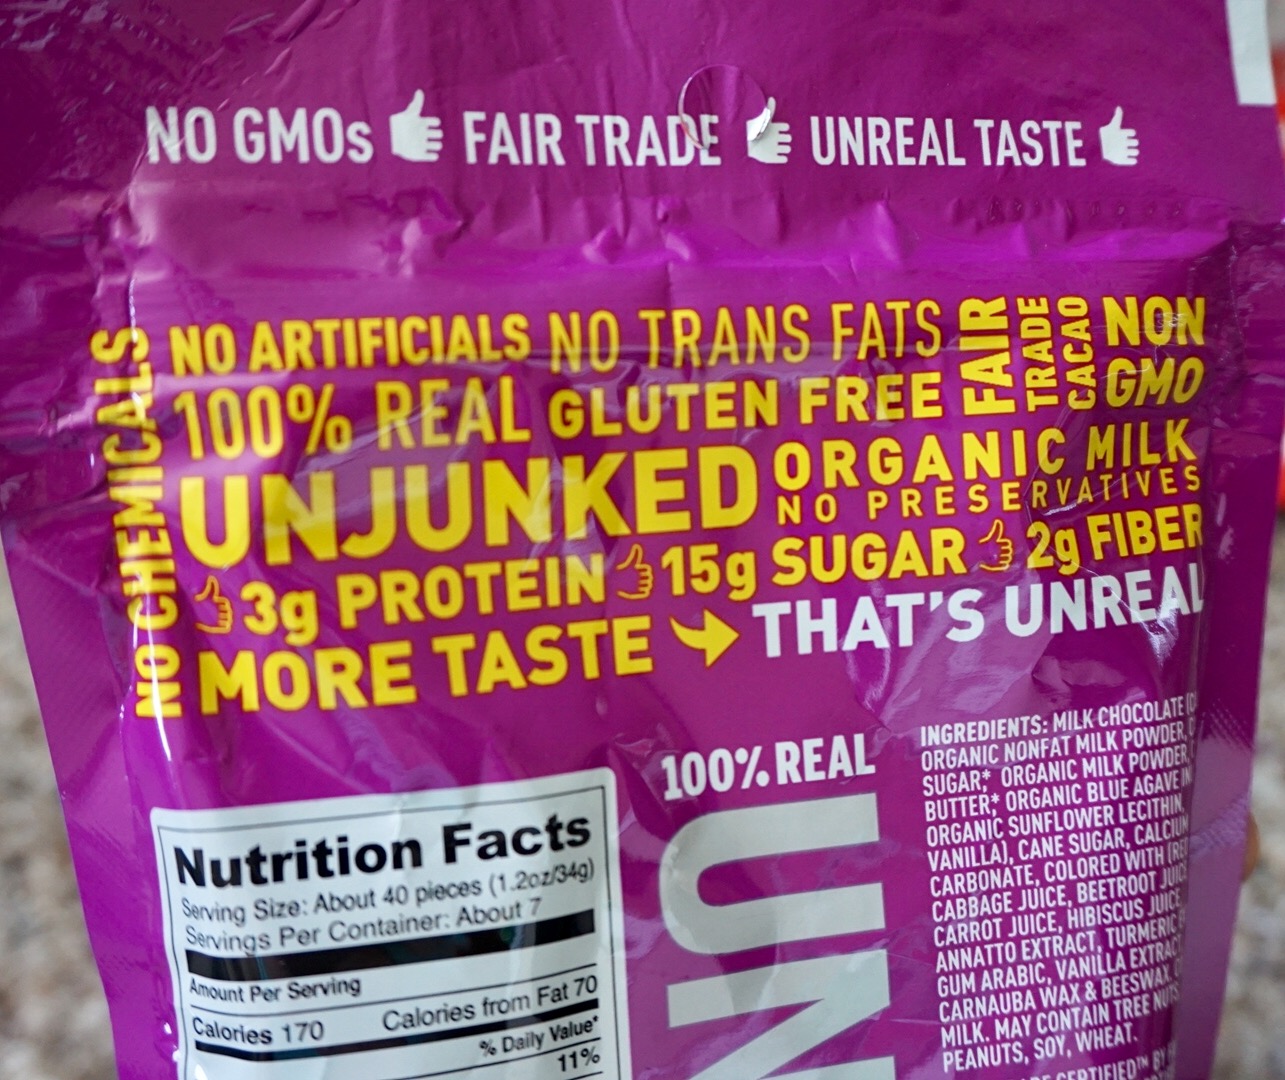 NO GMOs FAIR TRADE UNREAL TASTE
NO CHEMICALS
NO ARTIFICIALS NO TRANS FATS
FAIR
TRADE
CACAO
NON
GMO
100% REAL GLUTEN FREE
UNJUNKED
ORGANIC MILK
NO PRESERVATIVES
3g PROTEIN 15g SUGAR 2g FIBER
MORE TASTE THAT'S UNREAL
Nutrition Facts
Serving Size: About 40 pieces (1.2oz/34g)
Servings Per Container: About 7
Amount Per Serving
Calories 170 Calories from Fat 70
% Daily Value*
11%
100% REAL
UN
INGREDIENTS: MILK CHOCOLATE
ORGANIC NONFAT MILK POWDER,
SUGAR*, ORGANIC MILK POWDER,
BUTTER*, ORGANIC BLUE AGAVE
ORGANIC SUNFLOWER LECITHIN,
VANILLA), CANE SUGAR, CALCIUM
CARBONATE, COLORED WITH
CABBAGE JUICE, BEETROOT JUICE
CARROT JUICE, HIBISCUS JUICE
ANNATTO EXTRACT, TURMERIC
GUM ARABIC, VANILLA EXTRACT
CARNAUBA WAX & BEESWAX
MILK. MAY CONTAIN TREE NUTS
PEANUTS, SOY, WHEAT.
CERTIFIED™ BY